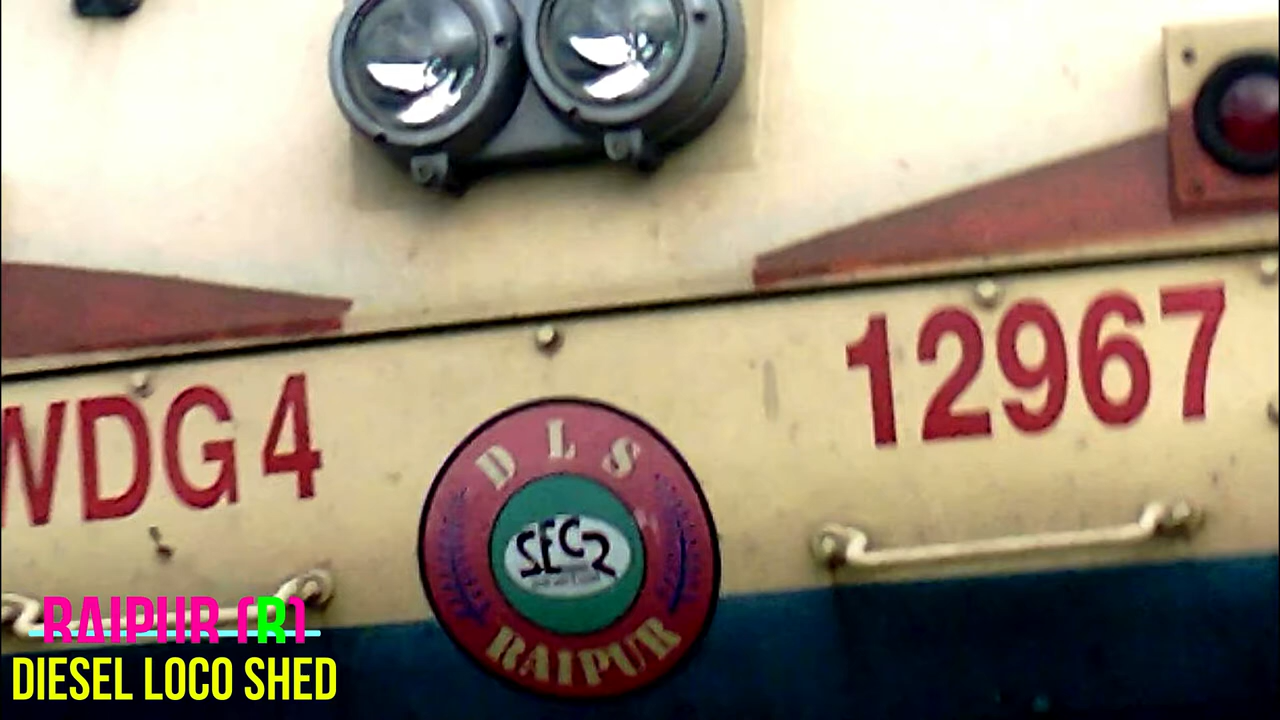 WDG4
12967
DLS
SECR
RAIPUR
RAIPUR (R)
DIESEL LOCO SHED